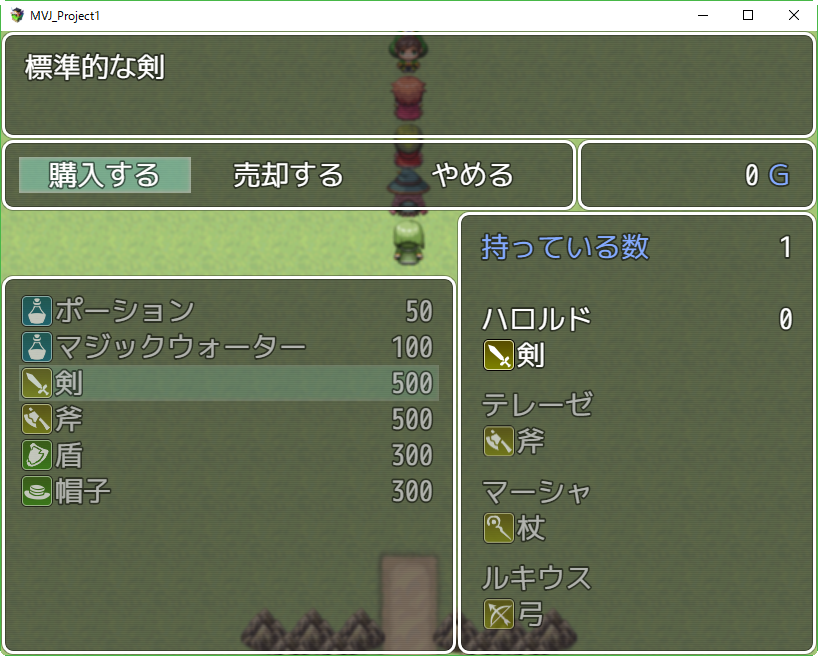 MVJ_Project1
標準的な剣
購入する 売却する やめる 0 G
持っている数 1
ポーション 50
マジックウォーター 100
剣 500
斧 500
盾 300
帽子 300
ハロルド 0
剣
テレーゼ
斧
マーシャ
杖
ルキウス
弓